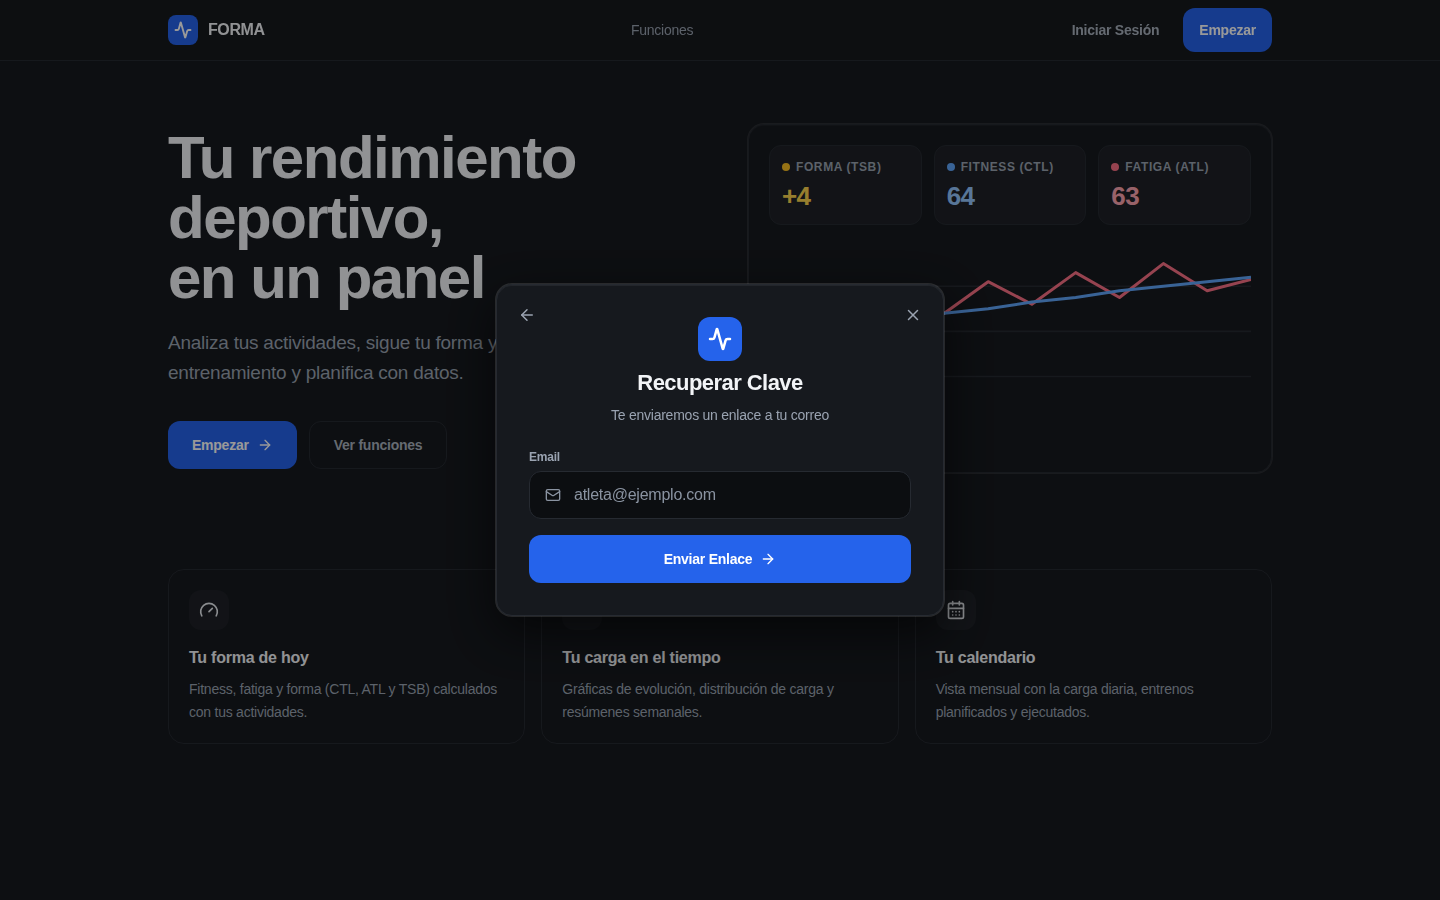 FORMA
Funciones
Iniciar Sesión
Empezar
Tu rendimiento
deportivo,
en un panel
Analiza tus actividades, sigue tu forma y
entrenamiento y planifica con datos.
Empezar
Ver funciones
FORMA (TSB)
+4
FITNESS (CTL)
64
FATIGA (ATL)
63
Recuperar Clave
Te enviaremos un enlace a tu correo
Email
atleta@ejemplo.com
Enviar Enlace
Tu forma de hoy
Fitness, fatiga y forma (CTL, ATL y TSB) calculados
con tus actividades.
Tu carga en el tiempo
Gráficas de evolución, distribución de carga y
resúmenes semanales.
Tu calendario
Vista mensual con la carga diaria, entrenos
planificados y ejecutados.